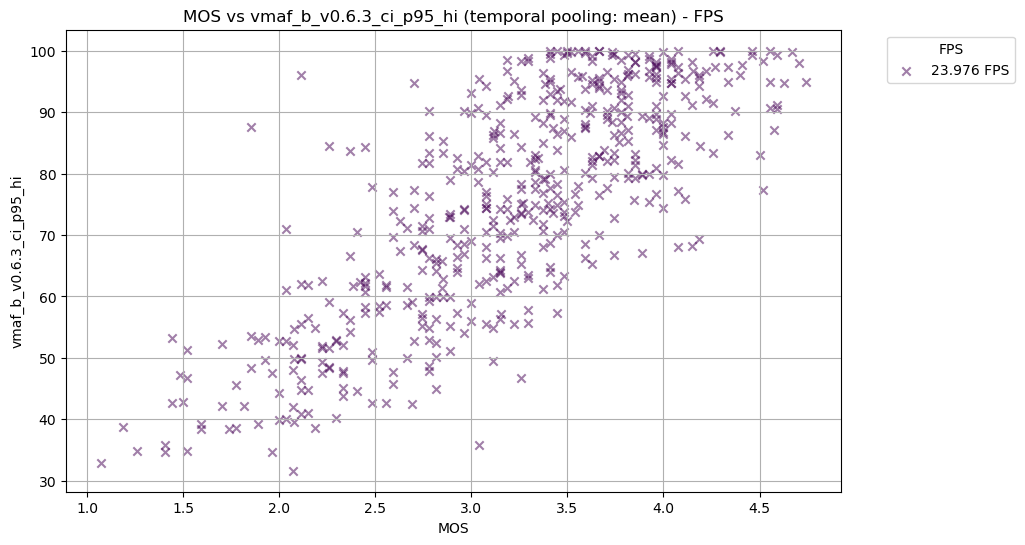 MOS vs vmaf_b_v0.6.3_ci_p95_hi (temporal pooling: mean) - FPS
FPS
23.976 FPS
vmaf_b_v0.6.3_ci_p95_hi
100
90
80
70
60
50
40
30
1.0 1.5 2.0 2.5 3.0 3.5 4.0 4.5
MOS